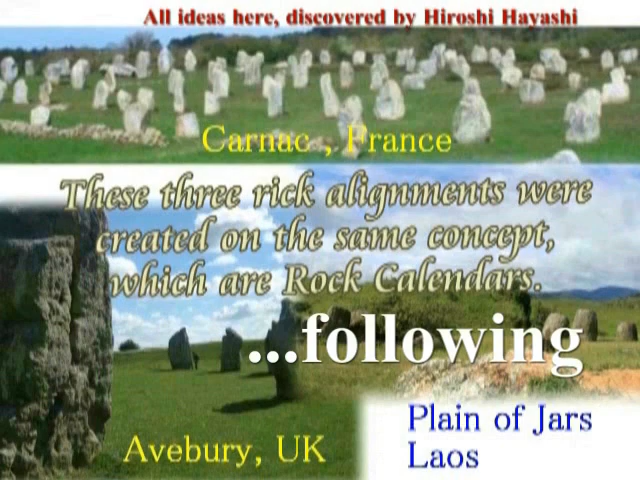 All ideas here, discovered by Hiroshi Hayashi
Carnac , France
These three rick alignments were
created on the same concept,
which are Rock Calendars.
...following
Plain of Jars
Laos
Avebury, UK